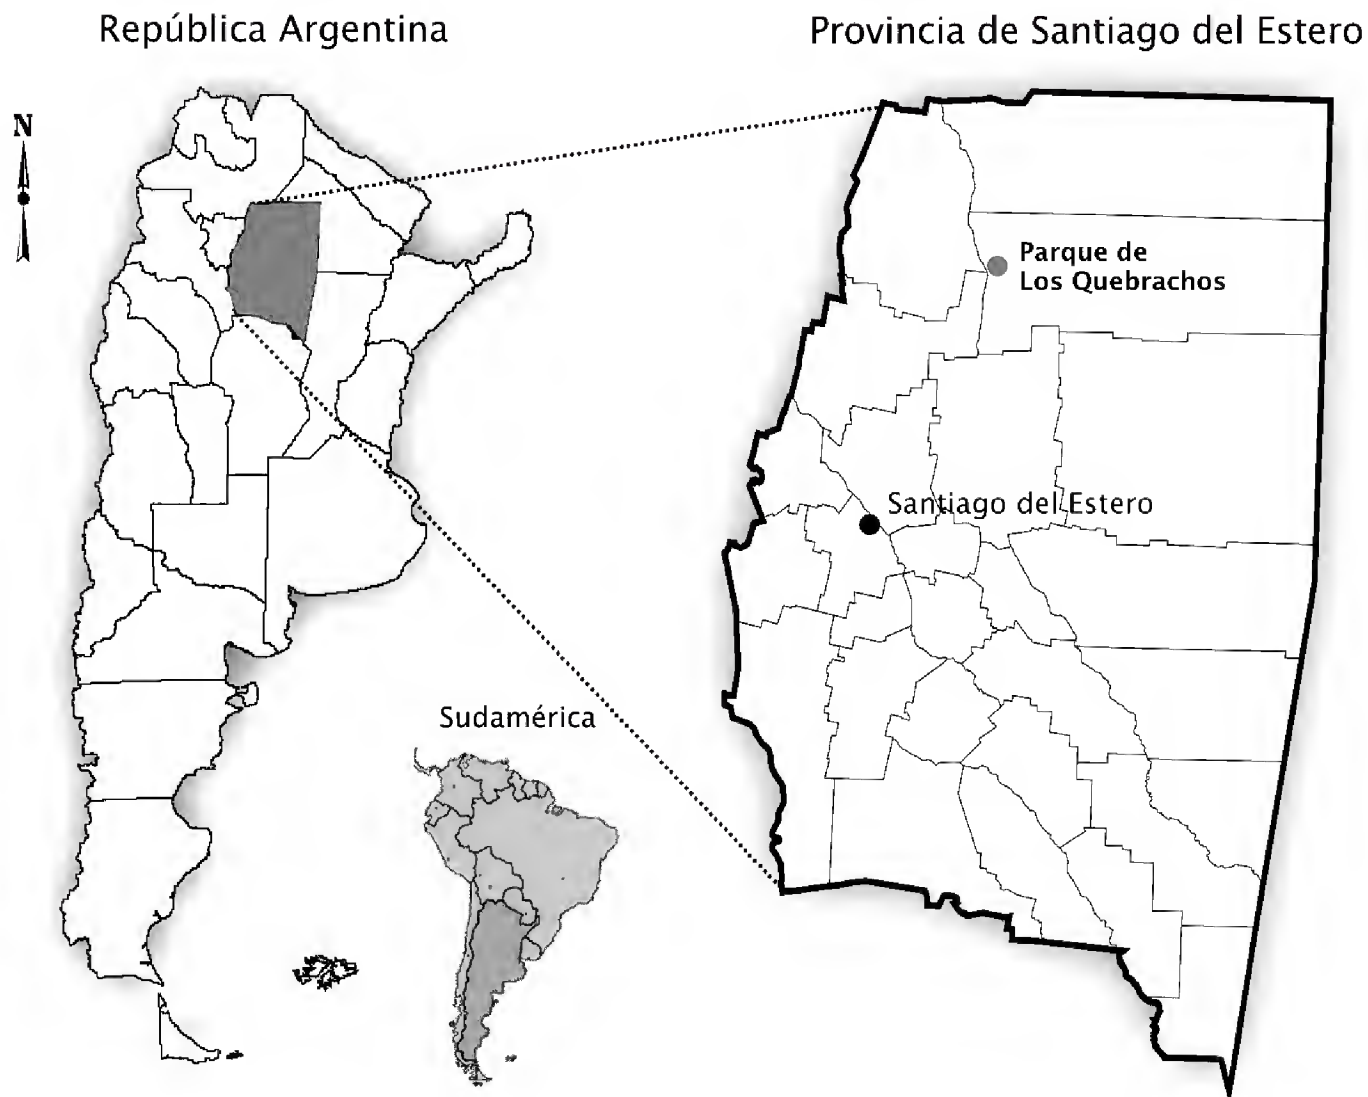 República Argentina
Provincia de Santiago del Estero
N
Parque de
Los Quebrachos
Santiago del Estero
Sudamérica